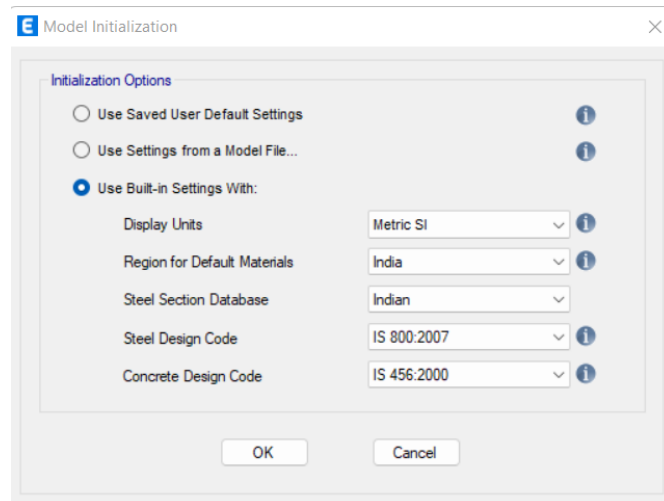 Model Initialization
Initialization Options
Use Saved User Default Settings
Use Settings from a Model File...
Use Built-in Settings With:
Display Units Metric SI
Region for Default Materials India
Steel Section Database Indian
Steel Design Code IS 800:2007
Concrete Design Code IS 456:2000
OK Cancel